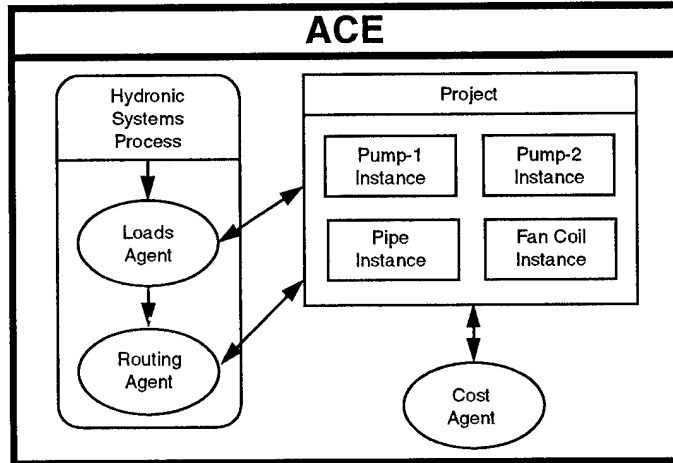 ACE
Hydronic
Systems
Process
Loads
Agent
Routing
Agent
Project
Pump-1
Instance
Pump-2
Instance
Pipe
Instance
Fan Coil
Instance
Cost
Agent